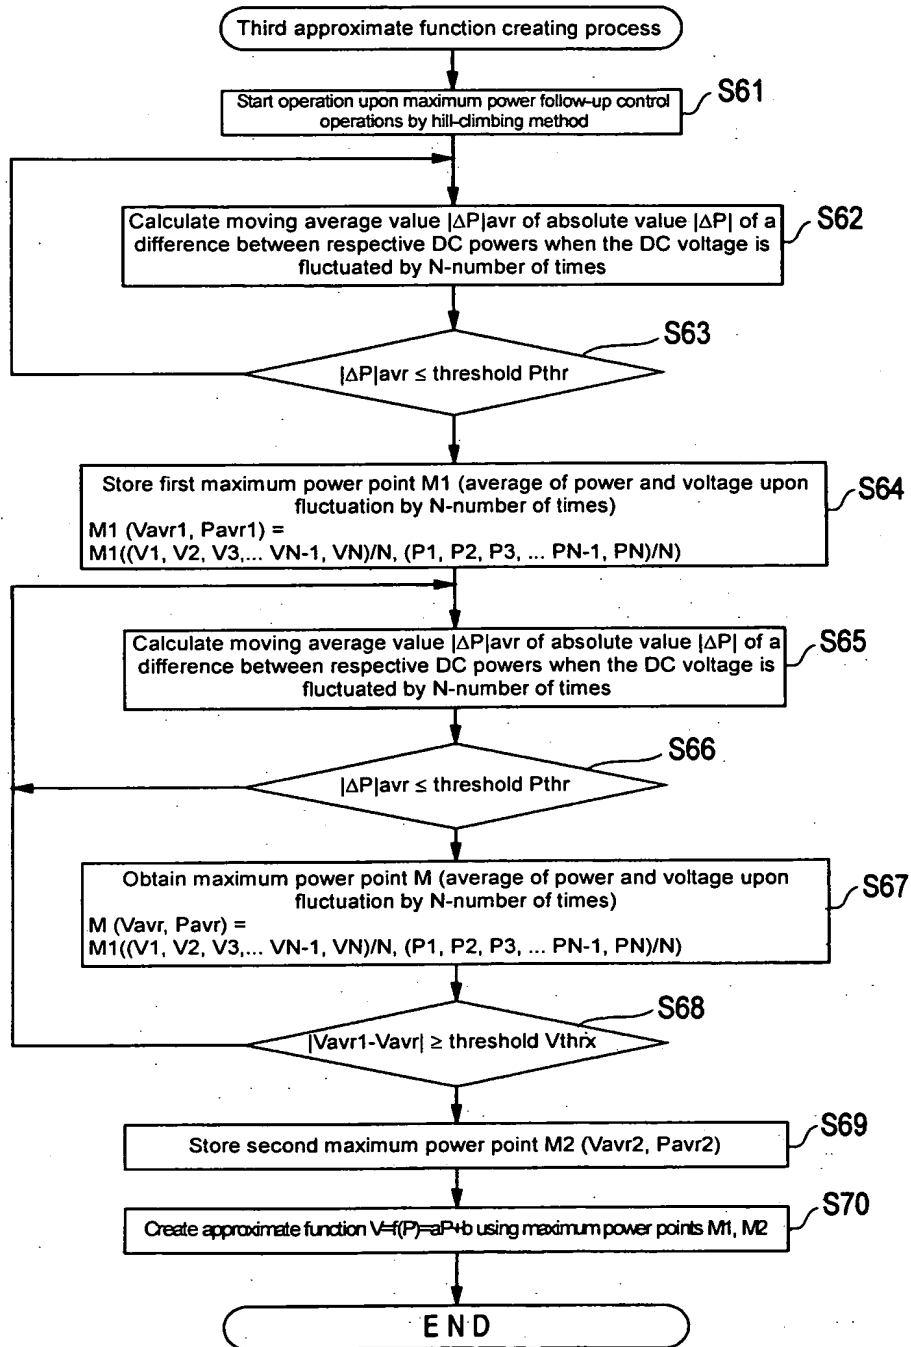 Third approximate function creating process
S61
Start operation upon maximum power follow-up control
operations by hill-climbing method
S62
Calculate moving average value |ΔP|avr of absolute value |ΔP| of a
difference between respective DC powers when the DC voltage is
fluctuated by N-number of times
S63
|ΔP|avr ≤ threshold Pthr
S64
Store first maximum power point M1 (average of power and voltage upon
fluctuation by N-number of times)
M1 (Vavr1, Pavr1) =
M1((V1, V2, V3,... VN-1, VN)/N, (P1, P2, P3, ... PN-1, PN)/N)
S65
Calculate moving average value |ΔP|avr of absolute value |ΔP| of a
difference between respective DC powers when the DC voltage is
fluctuated by N-number of times
S66
|ΔP|avr ≤ threshold Pthr
S67
Obtain maximum power point M (average of power and voltage upon
fluctuation by N-number of times)
M (Vavr, Pavr) =
M1((V1, V2, V3,... VN-1, VN)/N, (P1, P2, P3, ... PN-1, PN)/N)
S68
|Vavr1-Vavr| ≥ threshold Vthrx
S69
Store second maximum power point M2 (Vavr2, Pavr2)
S70
Create approximate function V=f(P)=aP+b using maximum power points M1, M2
END